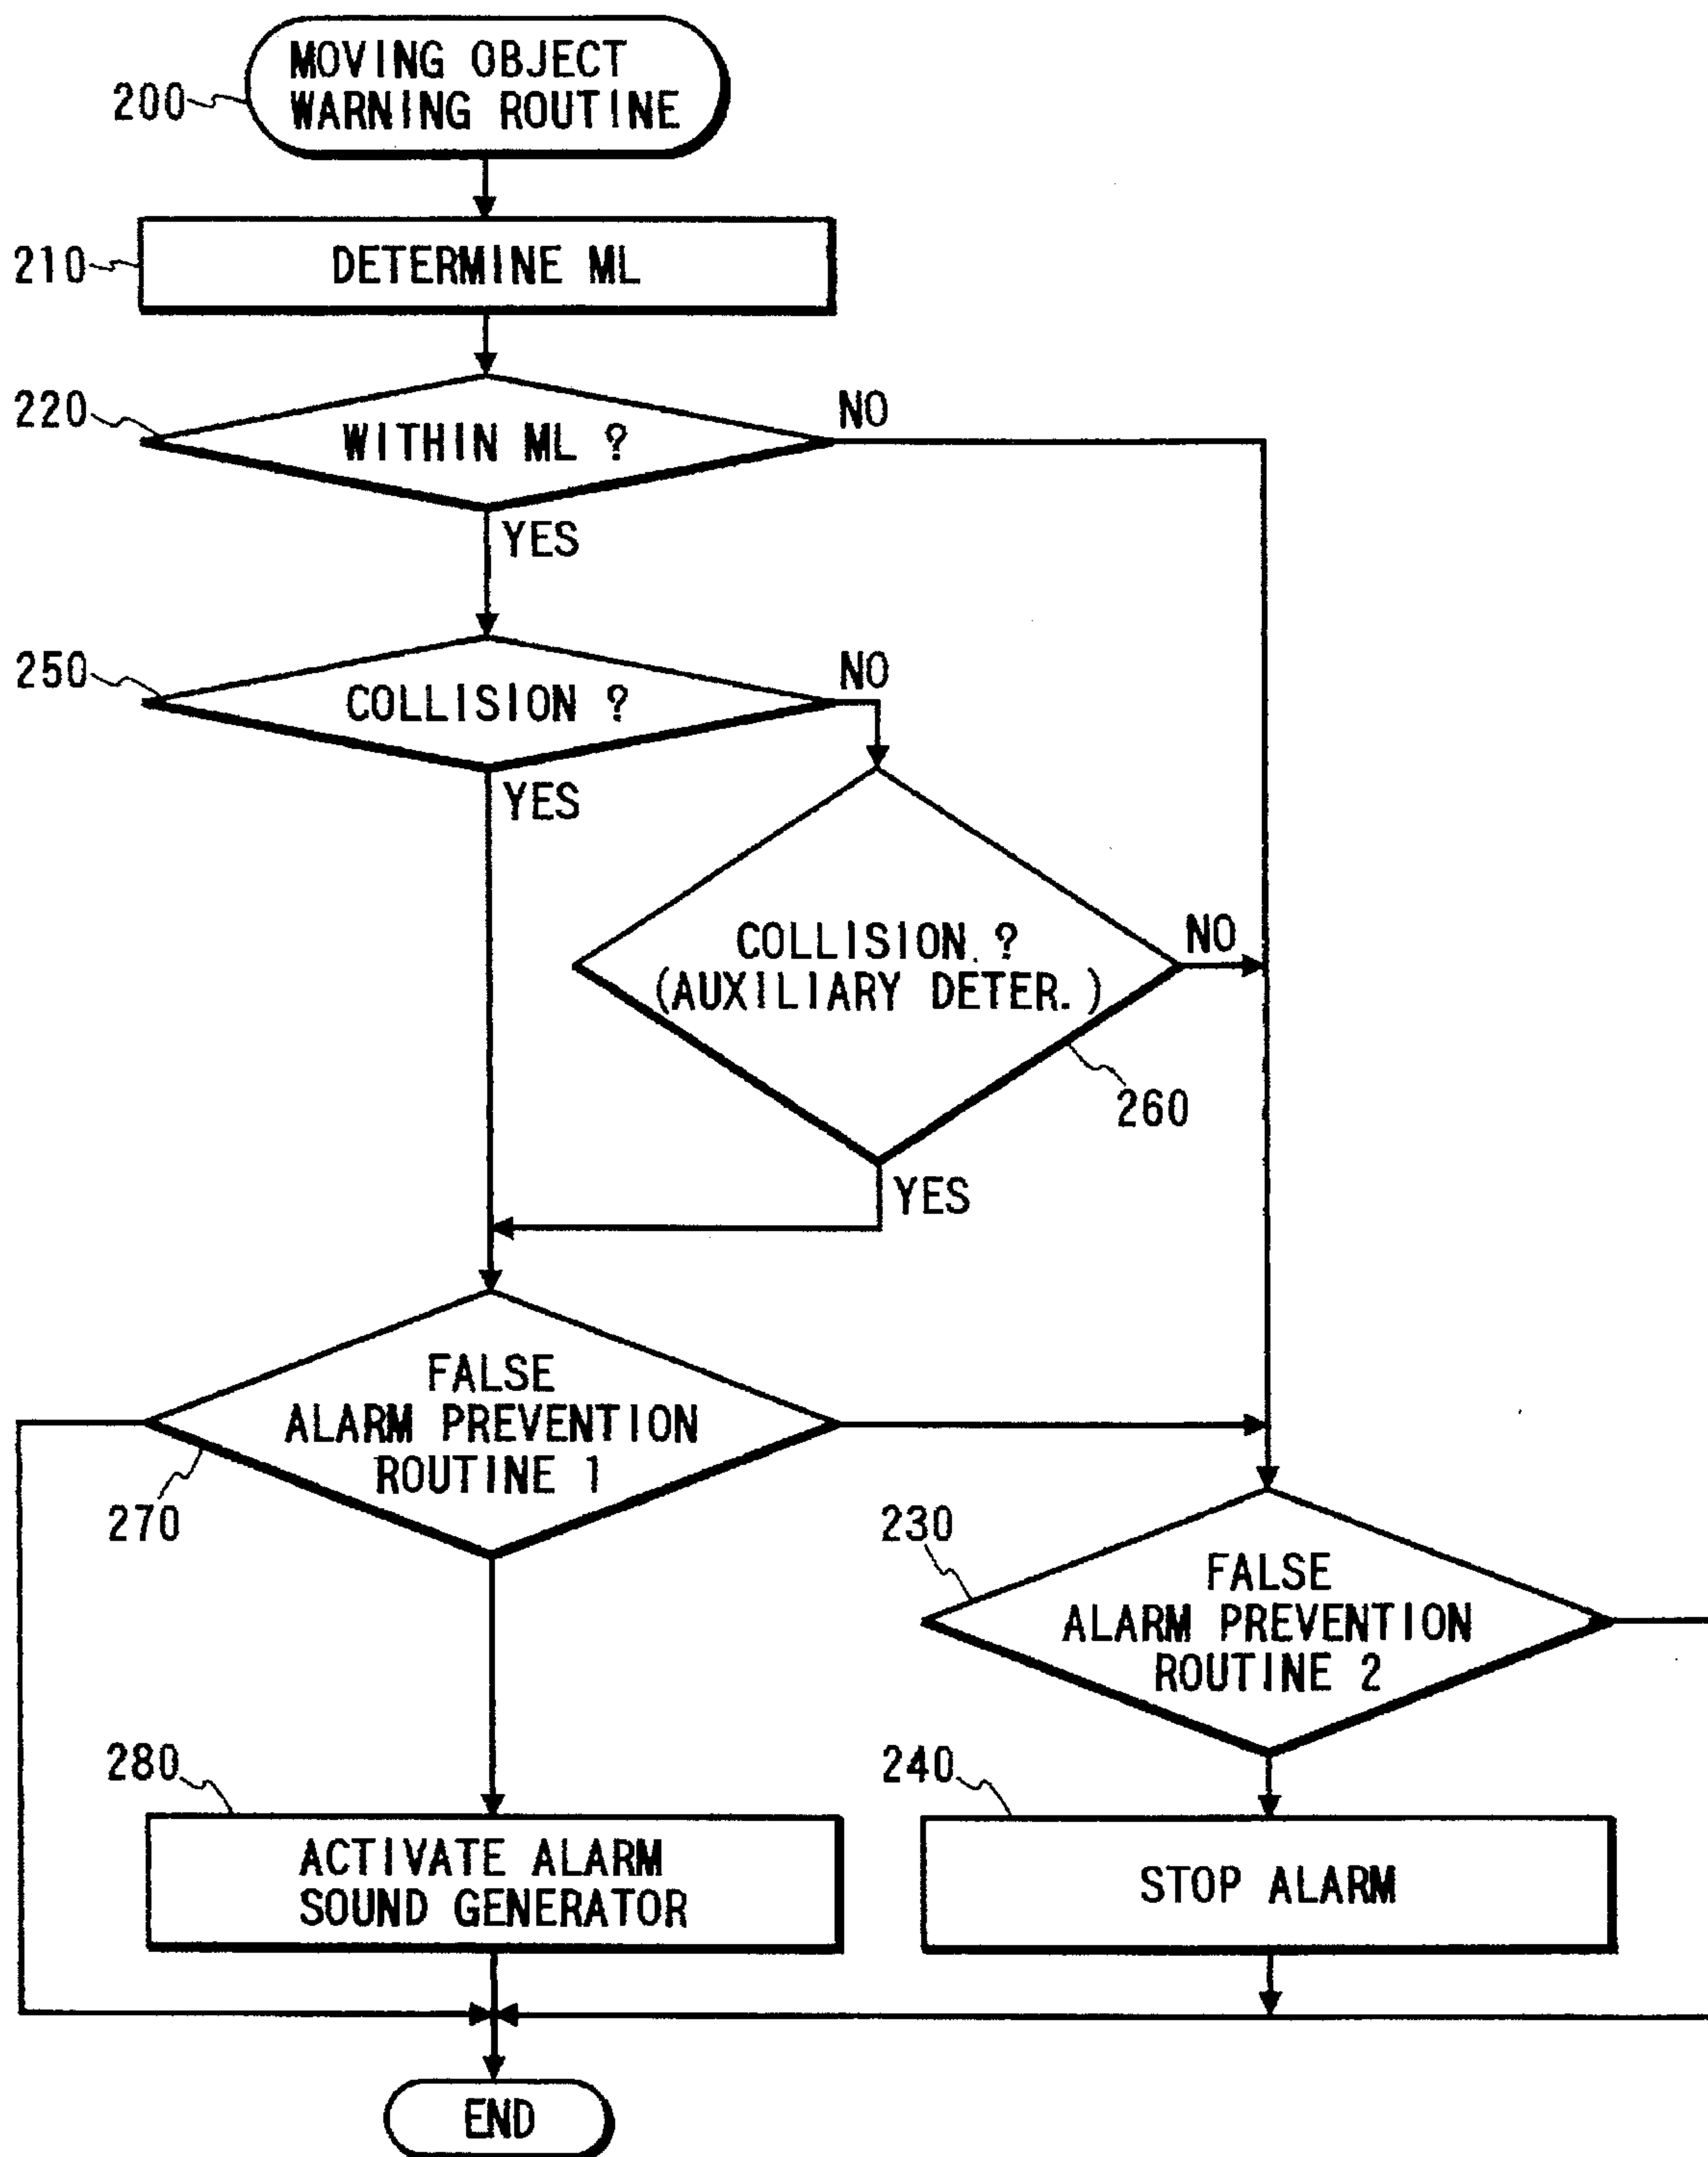 MOVING OBJECT
WARNING ROUTINE
200
210
DETERMINE ML
220
WITHIN ML ?
NO
YES
250
COLLISION ?
NO
YES
COLLISION ?
(AUXILIARY DETER.)
NO
260
YES
FALSE
ALARM PREVENTION
ROUTINE 1
270
230
FALSE
ALARM PREVENTION
ROUTINE 2
280
ACTIVATE ALARM
SOUND GENERATOR
240
STOP ALARM
END